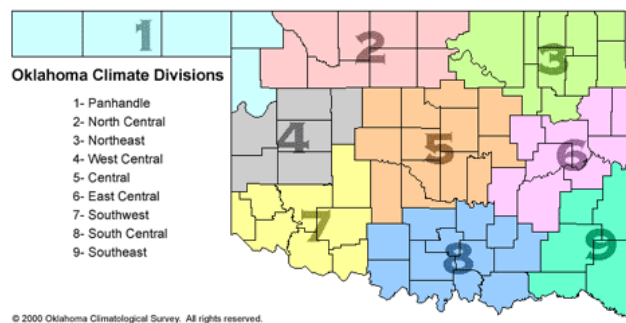 1
2
3
Oklahoma Climate Divisions
1- Panhandle
2- North Central
3- Northeast
4- West Central
5- Central
6- East Central
7- Southwest
8- South Central
9- Southeast
4
5
6
7
8
9
© 2000 Oklahoma Climatological Survey. All rights reserved.